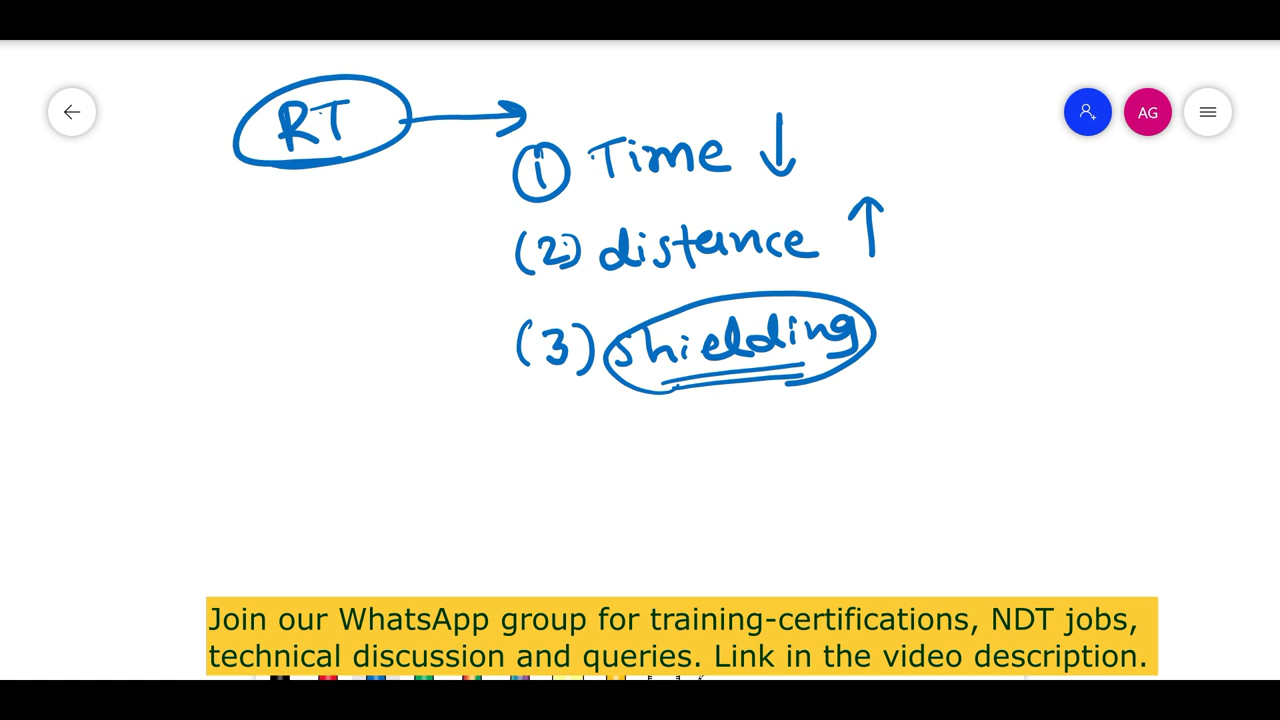 RT
AG
(1) Time ↓
(2) distance ↑
(3) shielding
Join our WhatsApp group for training-certifications, NDT jobs,
technical discussion and queries. Link in the video description.